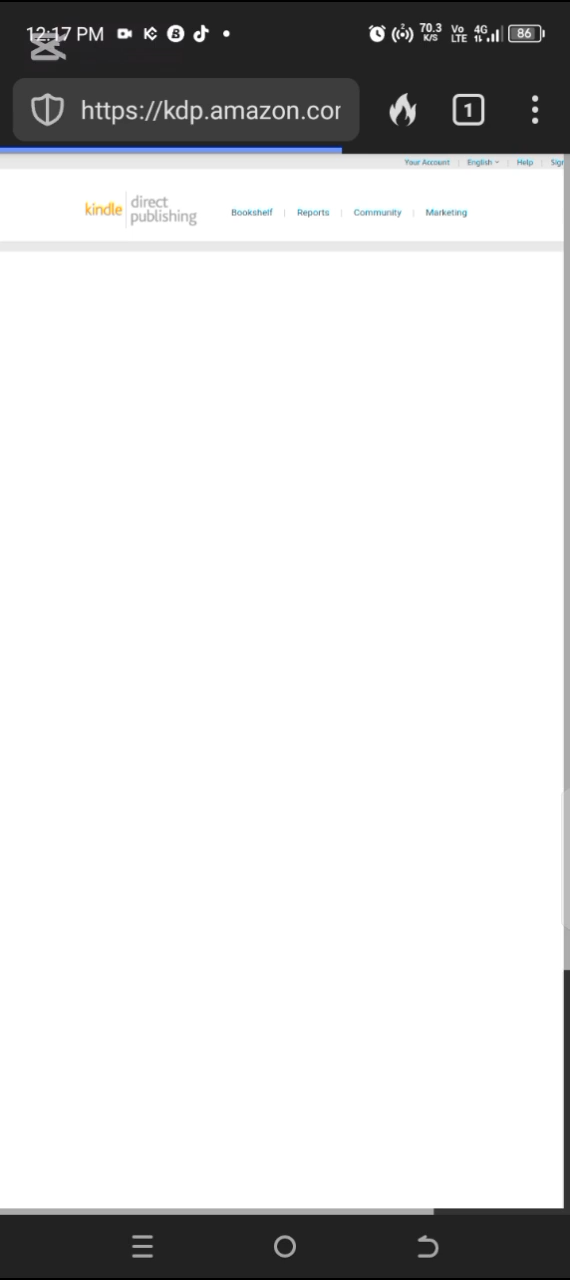 12:17 PM
70.3 K/S
Vo LTE
4G
86
https://kdp.amazon.cor
1
Your Account
English
Help
Sig
kindle direct publishing
Bookshelf
Reports
Community
Marketing